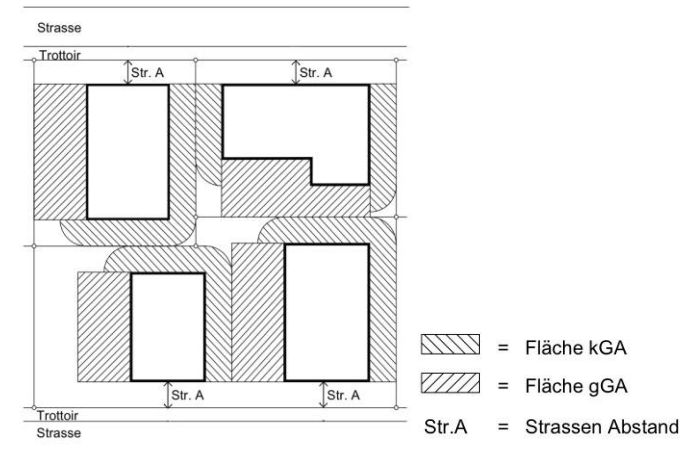 Strasse
Trottoir
Str. A
Str. A
= Fläche kGA
= Fläche gGA
Str. A
Str. A
Str.A = Strassen Abstand
Trottoir
Strasse